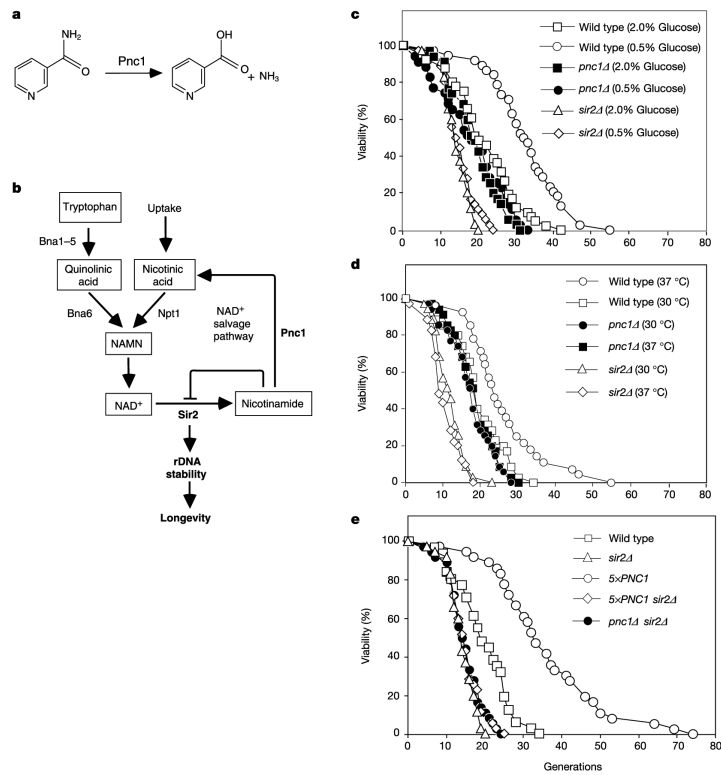 a
NH₂
O
N
Pnc1
OH
O
+ NH₃
N
b
Tryptophan
Uptake
Bna1–5
Quinolinic
acid
Nicotinic
acid
Bna6
Npt1
NAD⁺
salvage
pathway
Pnc1
NAMN
NAD⁺
Sir2
Nicotinamide
rDNA
stability
Longevity
c
Viability (%)
100
80
60
40
20
0
0 10 20 30 40 50 60 70 80
Wild type (2.0% Glucose)
Wild type (0.5% Glucose)
pnc1Δ (2.0% Glucose)
pnc1Δ (0.5% Glucose)
sir2Δ (2.0% Glucose)
sir2Δ (0.5% Glucose)
d
Viability (%)
100
80
60
40
20
0
0 10 20 30 40 50 60 70 80
Wild type (37 °C)
Wild type (30 °C)
pnc1Δ (30 °C)
pnc1Δ (37 °C)
sir2Δ (30 °C)
sir2Δ (37 °C)
e
Viability (%)
100
80
60
40
20
0
0 10 20 30 40 50 60 70 80
Generations
Wild type
sir2Δ
5×PNC1
5×PNC1 sir2Δ
pnc1Δ sir2Δ